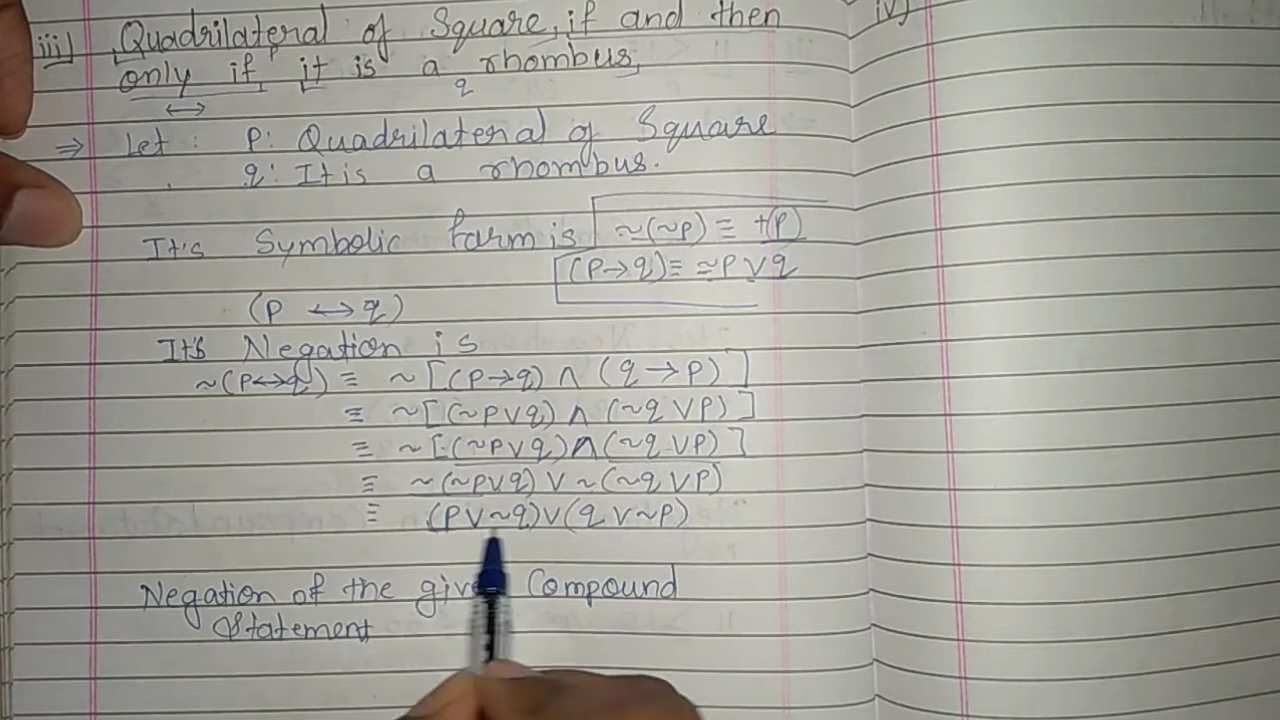 iii) Quadrilateral of Square, if and then iv)
only if it is a rhombus,
↔ q
⇒ Let : p: Quadrilateral of Square
q: It is a rhombus.
It's Symbolic form is ~(~p) ≡ +(p)
(p→q) ≡ ~p∨q
(p ↔ q)
It's Negation is
~(p↔q) ≡ ~[(p→q) ∧ (q→p)]
≡ ~[(~p∨q) ∧ (~q∨p)]
≡ ~[(~p∨q)∧(~q∨p)]
≡ ~(~p∨q) ∨ ~(~q∨p)
≡ (p∨~q)∨(q∨~p)
Negation of the given Compound
Statement